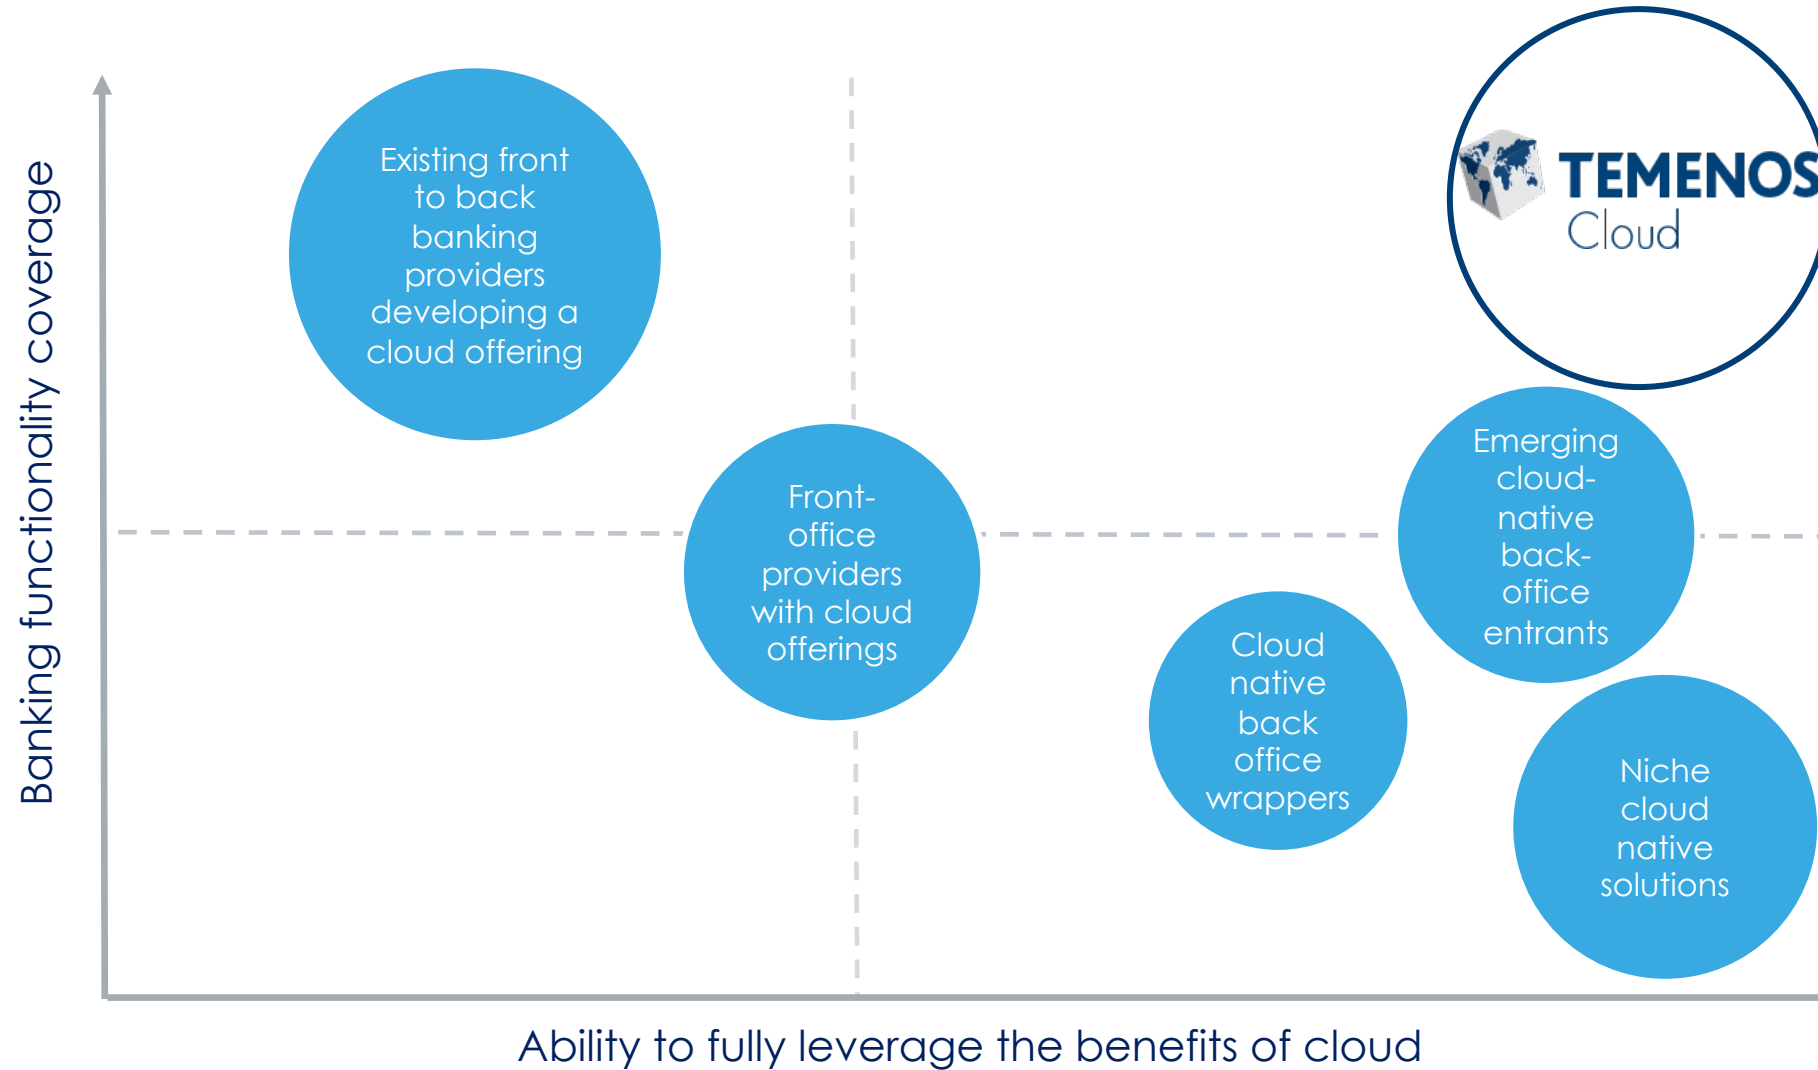 Banking functionality coverage
Existing front
to back
banking
providers
developing a
cloud offering
TEMENOS
Cloud
Front-
office
providers
with cloud
offerings
Emerging
cloud-
native
back-
office
entrants
Cloud
native
back
office
wrappers
Niche
cloud
native
solutions
Ability to fully leverage the benefits of cloud